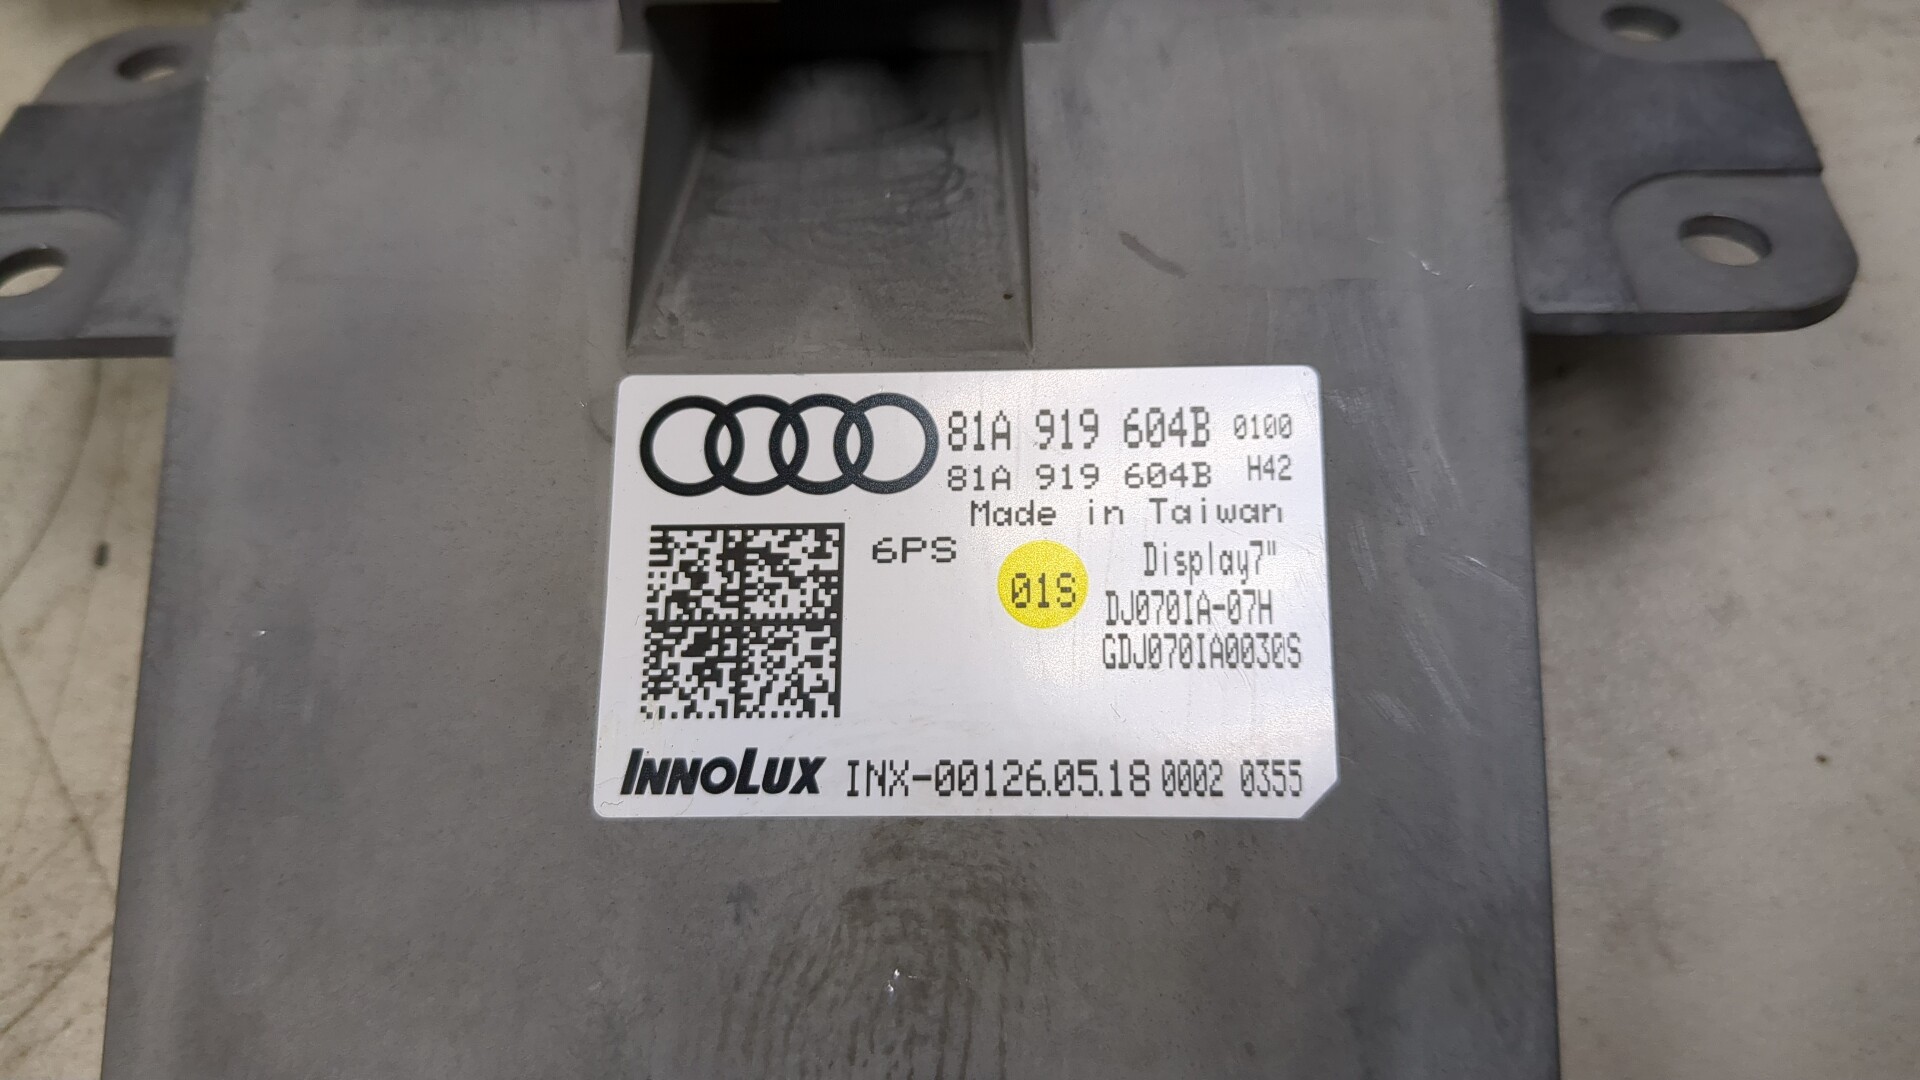 81A 919 604B 0100
81A 919 604B H42
Made in Taiwan
6PS
01S
Display7"
DJ070IA-07H
GDJ070IA0030S
INNOLUX INX-00126.05.18 0002 0355